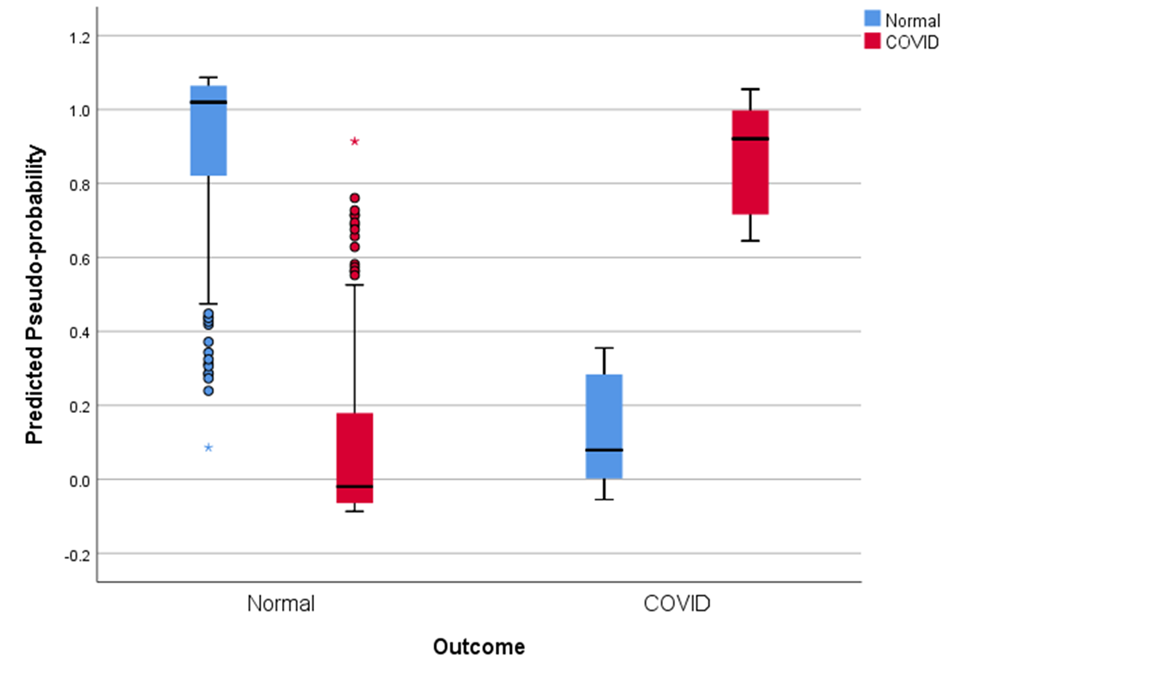 Normal
COVID
1.2
1.0
0.8
0.6
0.4
0.2
0.0
-0.2
Predicted Pseudo-probability
Normal
COVID
Outcome